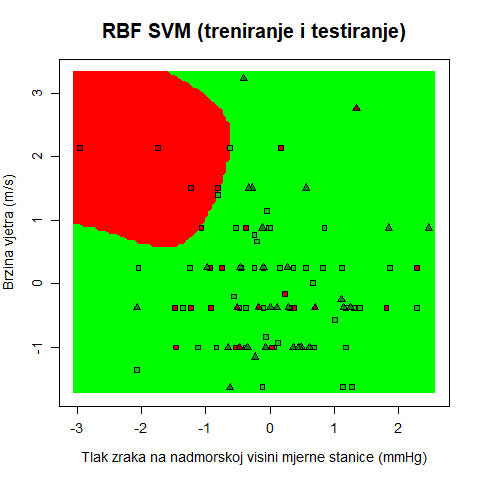 RBF SVM (treniranje i testiranje)
3
2
1
0
-1
Brzina vjetra (m/s)
-3 -2 -1 0 1 2
Tlak zraka na nadmorskoj visini mjerne stanice (mmHg)